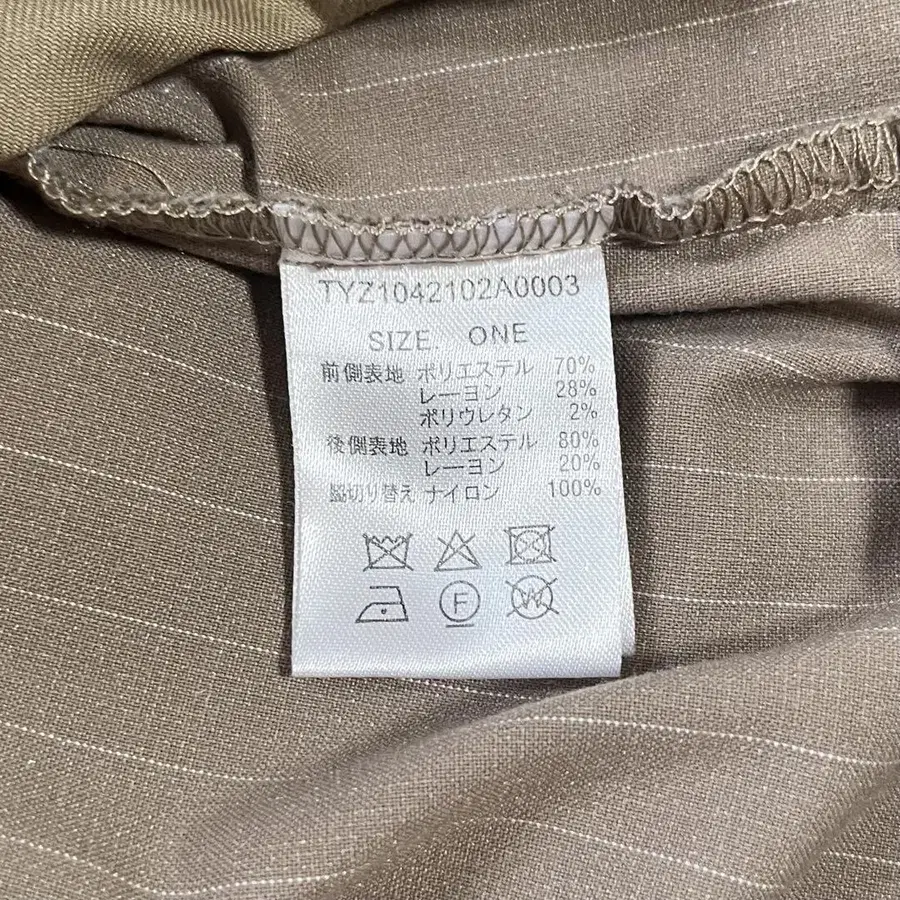 TYZ1042102A0003
SIZE. ONE
前側表地 ポリエステル 70%
レーヨン 28%
ポリウレタン 2%
後側表地 ポリエステル 80%
レーヨン 20%
脇切り替え ナイロン 100%
F
W